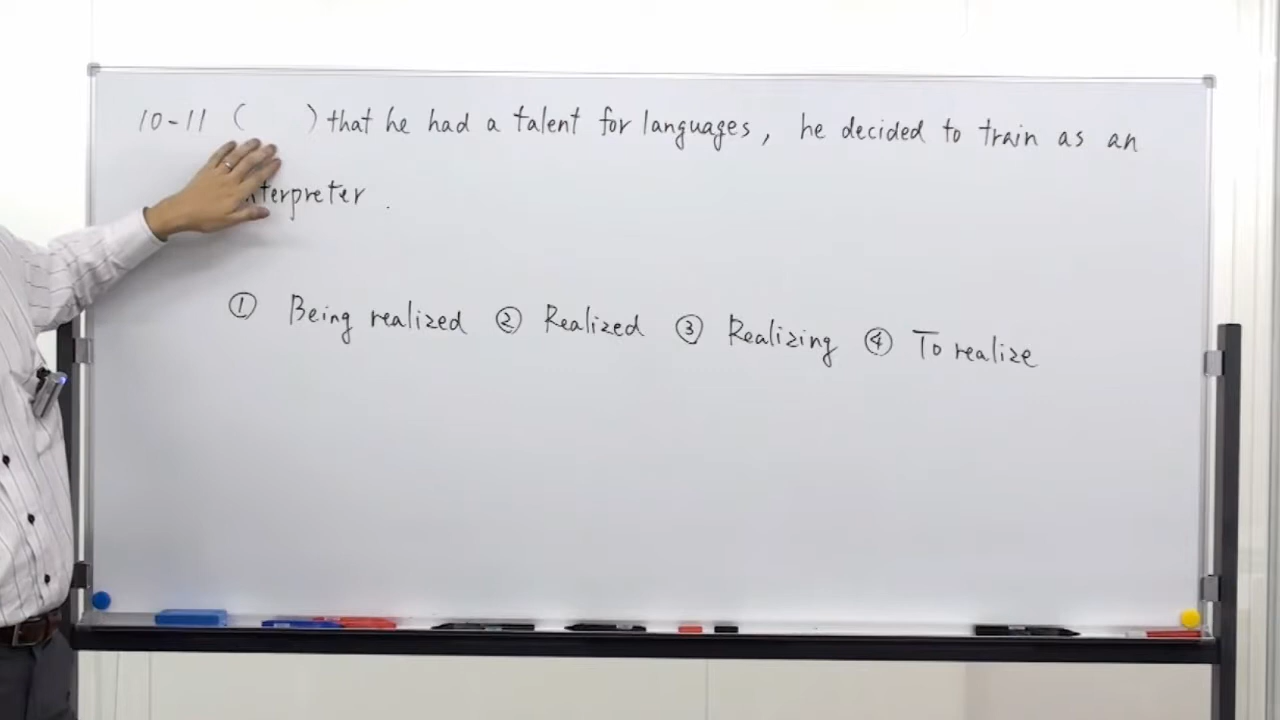 10-11 (     ) that he had a talent for languages, he decided to train as an
interpreter.
① Being realized ② Realized ③ Realizing ④ To realize